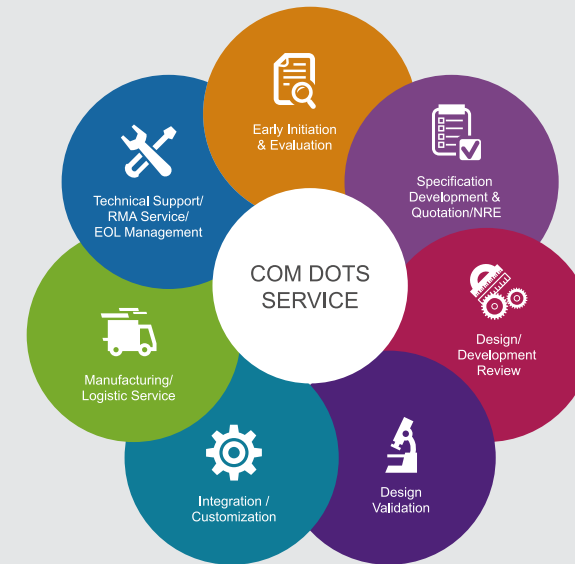 Early Initiation
& Evaluation
Specification
Development &
Quotation/NRE
Design/
Development
Review
Design
Validation
Integration /
Customization
Manufacturing/
Logistic Service
Technical Support/
RMA Service/
EOL Management
COM DOTS
SERVICE